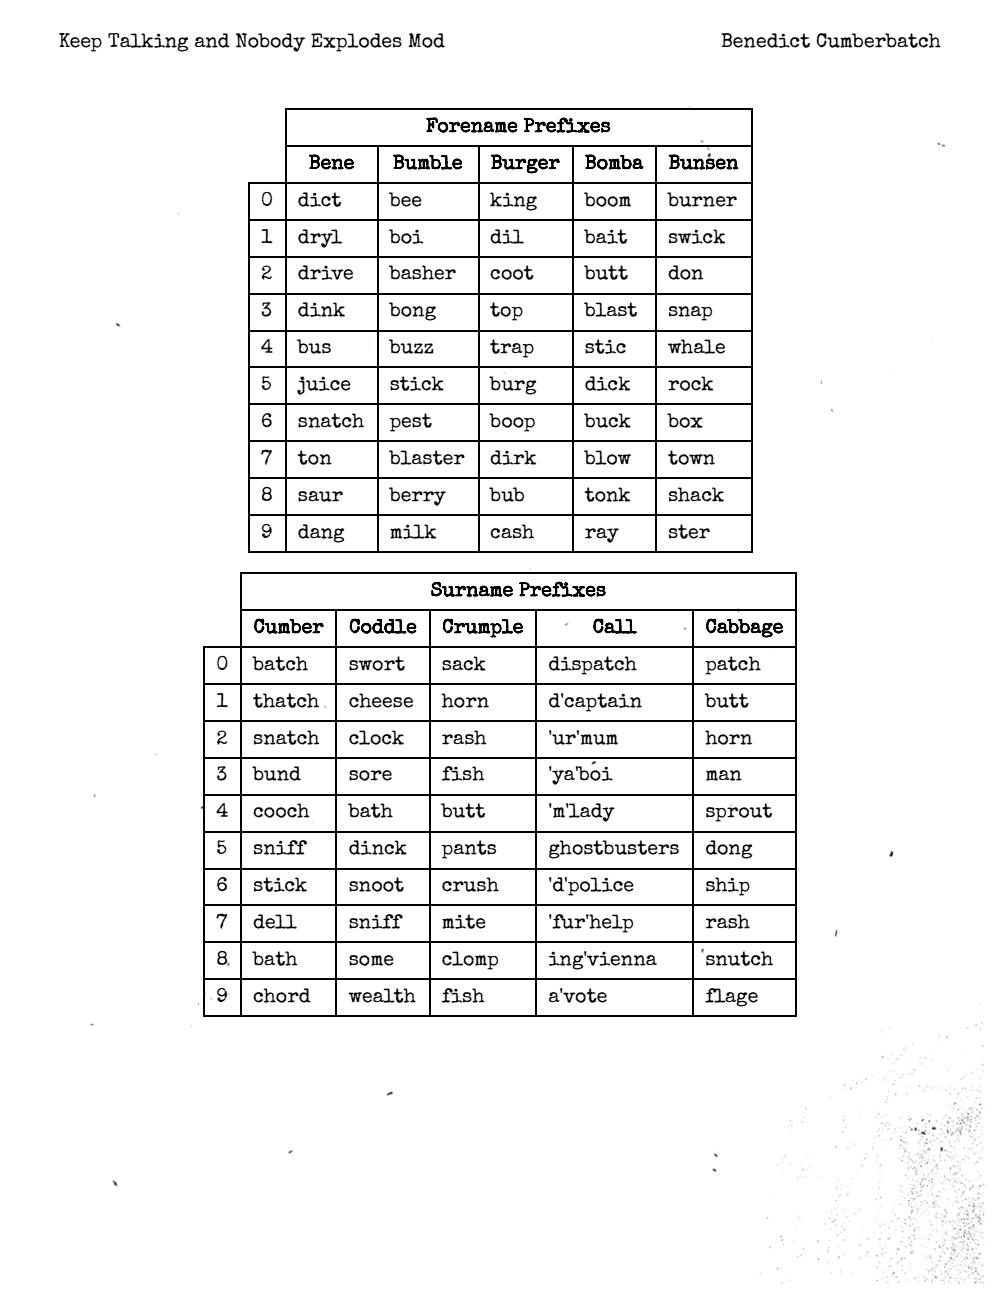 Keep Talking and Nobody Explodes Mod Benedict Cumberbatch
Forename Prefixes
Bene Bumble Burger Bomba Bunsen
0 dict bee king boom burner
1 dryl boi dil bait swick
2 drive basher coot butt don
3 dink bong top blast snap
4 bus buzz trap stic whale
5 juice stick burg dick rock
6 snatch pest boop buck box
7 ton blaster dirk blow town
8 saur berry bub tonk shack
9 dang milk cash ray ster
Surname Prefixes
Cumber Coddle Crumple Call Cabbage
0 batch swort sack dispatch patch
1 thatch cheese horn d'captain butt
2 snatch clock rash 'ur'mum horn
3 bund sore fish 'ya'boi man
4 cooch bath butt 'm'lady sprout
5 sniff dinck pants ghostbusters dong
6 stick snoot crush 'd'police ship
7 dell sniff mite 'fur'help rash
8 bath some clomp ing'vienna snutch
9 chord wealth fish a'vote flage